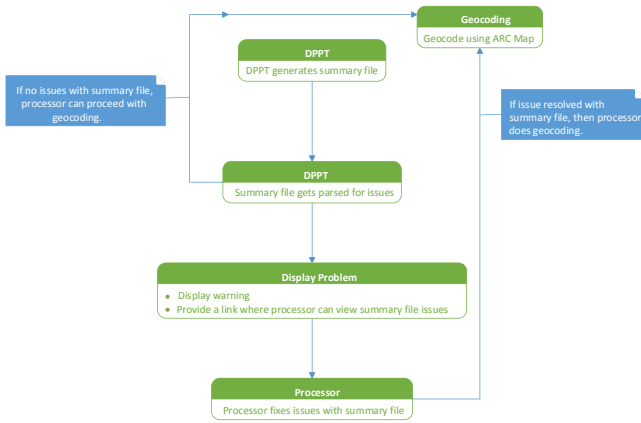 Geocoding
Geocode using ARC Map
DPPT
DPPT generates summary file
If no issues with summary file,
processor can proceed with
geocoding.
If issue resolved with
summary file, then processor
does geocoding.
DPPT
Summary file gets parsed for issues
Display Problem
• Display warning
• Provide a link where processor can view summary file issues
Processor
Processor fixes issues with summary file